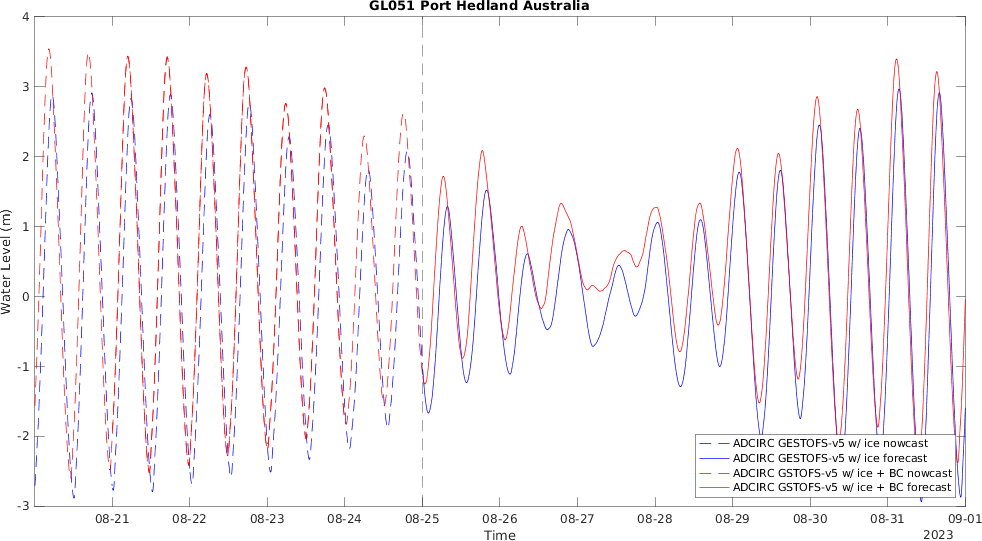 GL051 Port Hedland Australia
4
3
2
1
0
-1
-2
-3
Water Level (m)
08-21 08-22 08-23 08-24 08-25 08-26 08-27 08-28 08-29 08-30 08-31 09-01
Time
2023
ADCIRC GESTOFS-v5 w/ ice nowcast
ADCIRC GESTOFS-v5 w/ ice forecast
ADCIRC GSTOFS-v5 w/ ice + BC nowcast
ADCIRC GSTOFS-v5 w/ ice + BC forecast